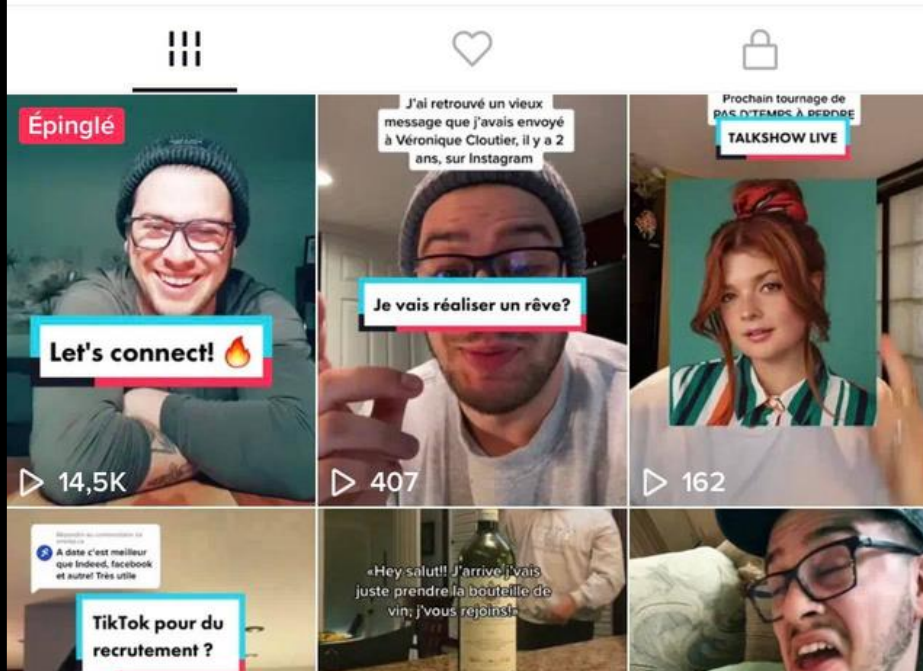 Épinglé
Let's connect! 🔥
14,5K
J'ai retrouvé un vieux
message que j'avais envoyé
à Véronique Cloutier, il y a 2
ans, sur Instagram
Je vais réaliser un rêve?
407
Prochain tournage de
PAS D'TEMPS À PERDRE
TALKSHOW LIVE
162
A date c'est meilleur
que Indeed, facebook
et autre! Très utile
TikTok pour du
recrutement ?
«Hey salut!! J'arrive j'vais
juste prendre la bouteille de
vin, j'vous rejoins!»